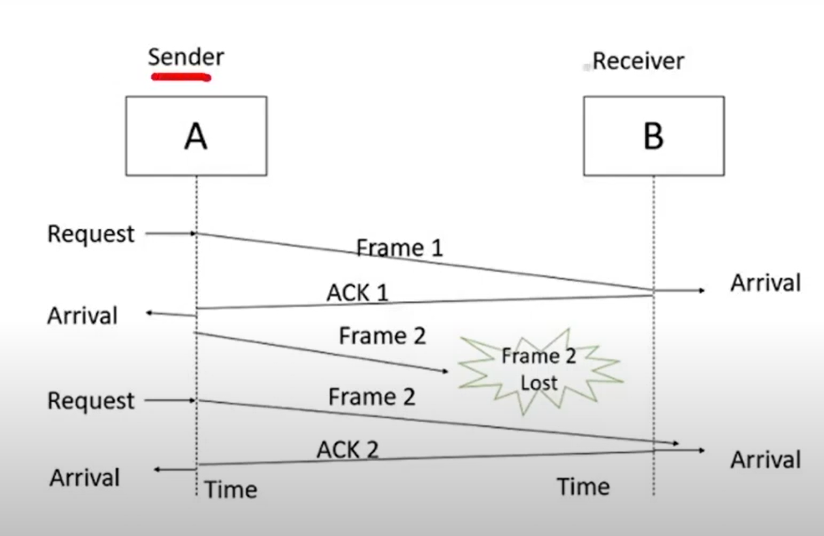 Sender
Receiver
A
B
Request
Frame 1
Arrival
ACK 1
Arrival
Frame 2
Frame 2
Lost
Request
Frame 2
ACK 2
Arrival
Arrival
Time
Time